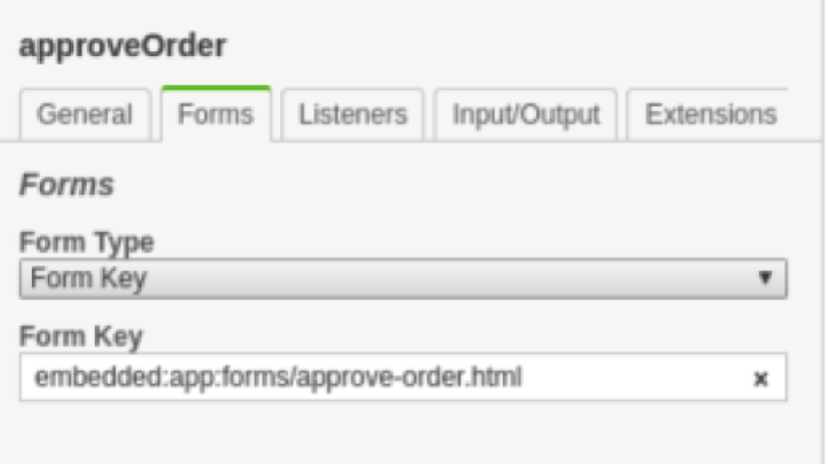 approveOrder
General Forms Listeners Input/Output Extensions
Forms
Form Type
Form Key
Form Key
embedded:app:forms/approve-order.html